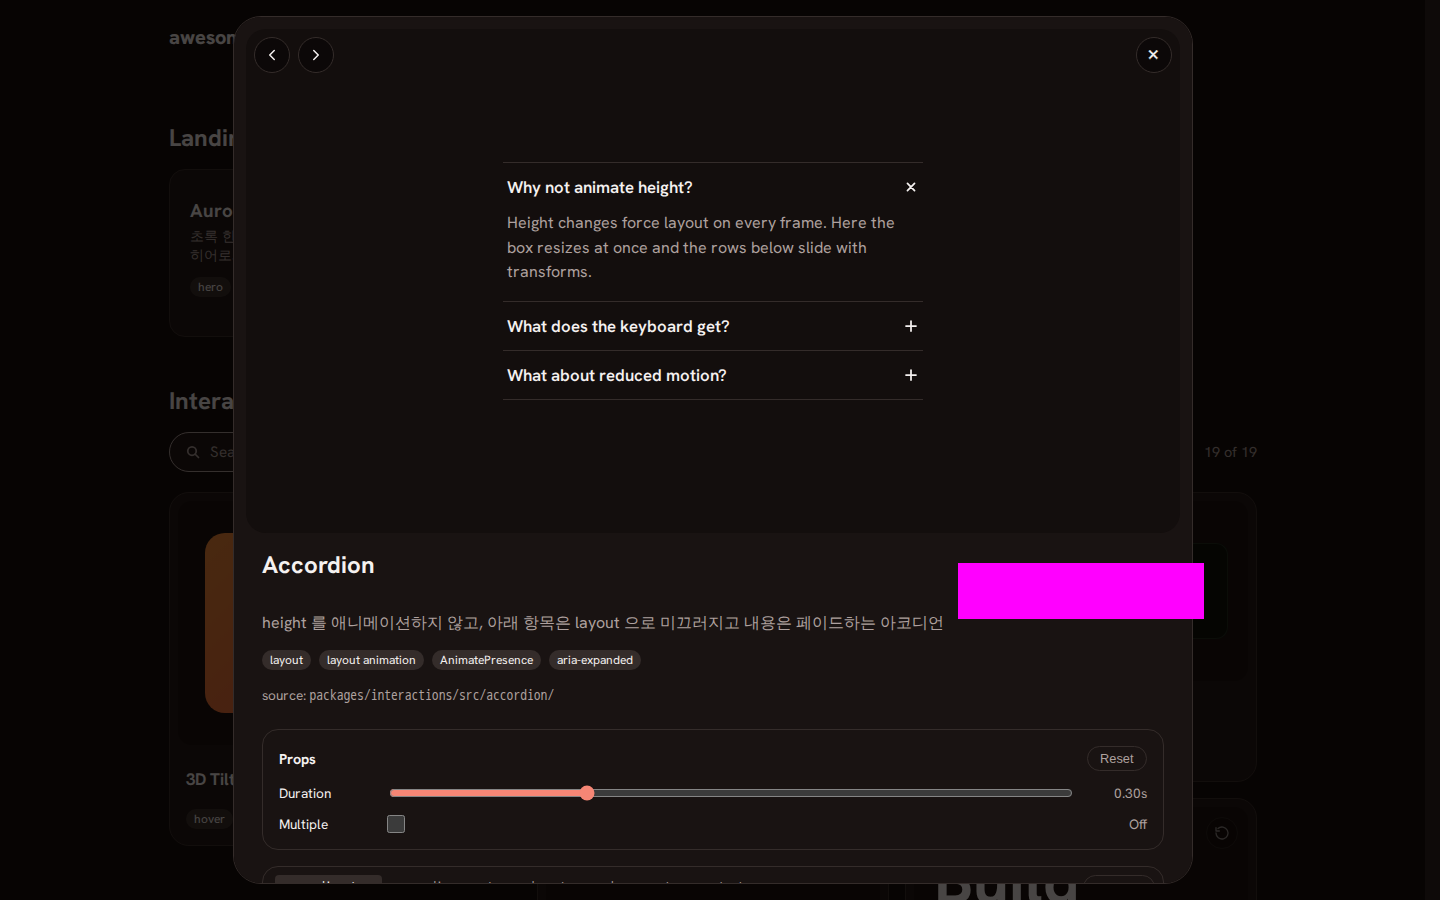 Landi
Auro
초록 한
히어로
hero
Intera
Sea
19 of 19
3D Tilt
hover
Why not animate height?
Height changes force layout on every frame. Here the
box resizes at once and the rows below slide with
transforms.
What does the keyboard get?
What about reduced motion?
Accordion
height 를 애니메이션하지 않고, 아래 항목은 layout 으로 미끄러지고 내용은 페이드하는 아코디언
layout layout animation AnimatePresence aria-expanded
source: packages/interactions/src/accordion/
Props Reset
Duration 0.30s
Multiple Off
Build